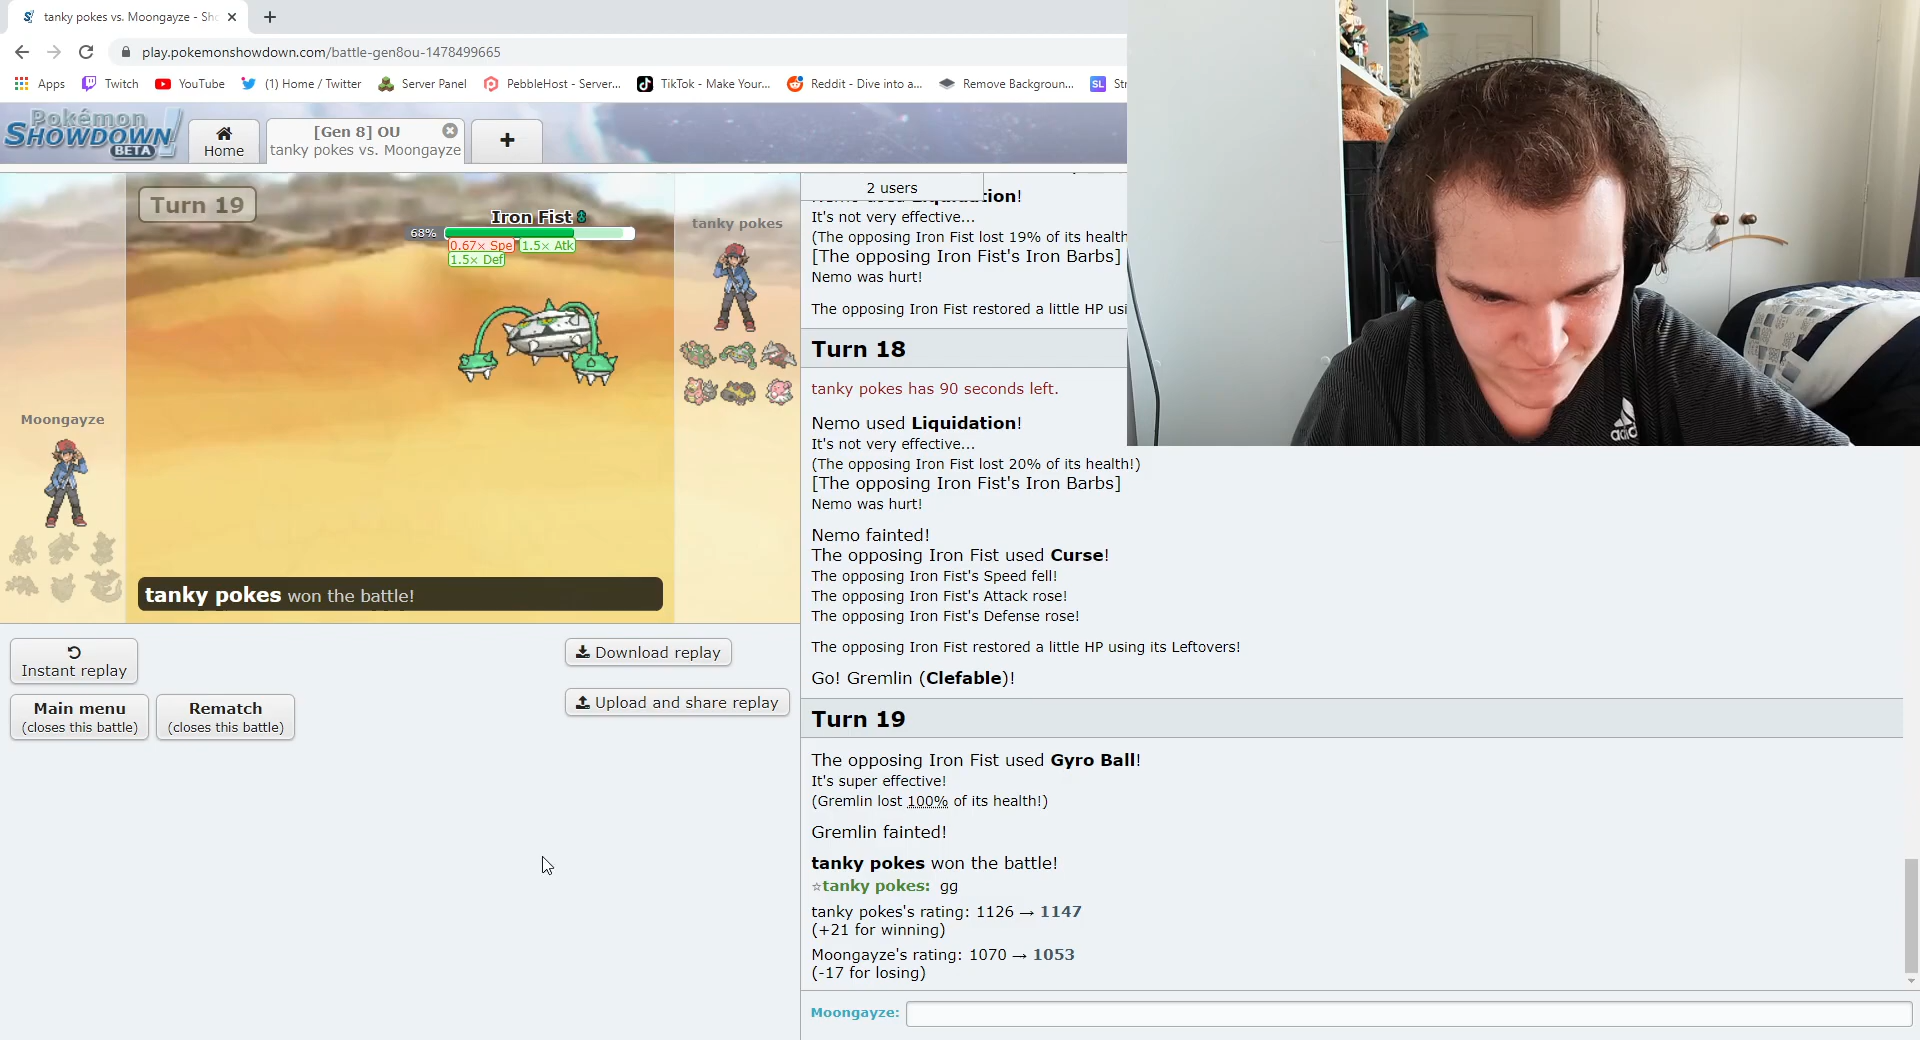 tanky pokes vs. Moongayze - Sh
play.pokemonshowdown.com/battle-gen8ou-1478499665
Apps
Twitch
YouTube
(1) Home / Twitter
Server Panel
PebbleHost - Server...
TikTok - Make Your...
Reddit - Dive into a...
Remove Backgroun...
SL
Str
Pokémon
SHOWDOWN!
BETA
Home
[Gen 8] OU
tanky pokes vs. Moongayze
+
Turn 19
Iron Fist
68%
0.67× Spe
1.5× Atk
1.5× Def
tanky pokes
Moongayze
tanky pokes won the battle!
Instant replay
Download replay
Upload and share replay
Main menu
(closes this battle)
Rematch
(closes this battle)
2 users
Nemo used Liquidation!
It's not very effective...
(The opposing Iron Fist lost 19% of its health
[The opposing Iron Fist's Iron Barbs]
Nemo was hurt!
The opposing Iron Fist restored a little HP usi
Turn 18
tanky pokes has 90 seconds left.
Nemo used Liquidation!
It's not very effective...
(The opposing Iron Fist lost 20% of its health!)
[The opposing Iron Fist's Iron Barbs]
Nemo was hurt!
Nemo fainted!
The opposing Iron Fist used Curse!
The opposing Iron Fist's Speed fell!
The opposing Iron Fist's Attack rose!
The opposing Iron Fist's Defense rose!
The opposing Iron Fist restored a little HP using its Leftovers!
Go! Gremlin (Clefable)!
Turn 19
The opposing Iron Fist used Gyro Ball!
It's super effective!
(Gremlin lost 100% of its health!)
Gremlin fainted!
tanky pokes won the battle!
☆tanky pokes: gg
tanky pokes's rating: 1126 → 1147
(+21 for winning)
Moongayze's rating: 1070 → 1053
(-17 for losing)
Moongayze:
adid